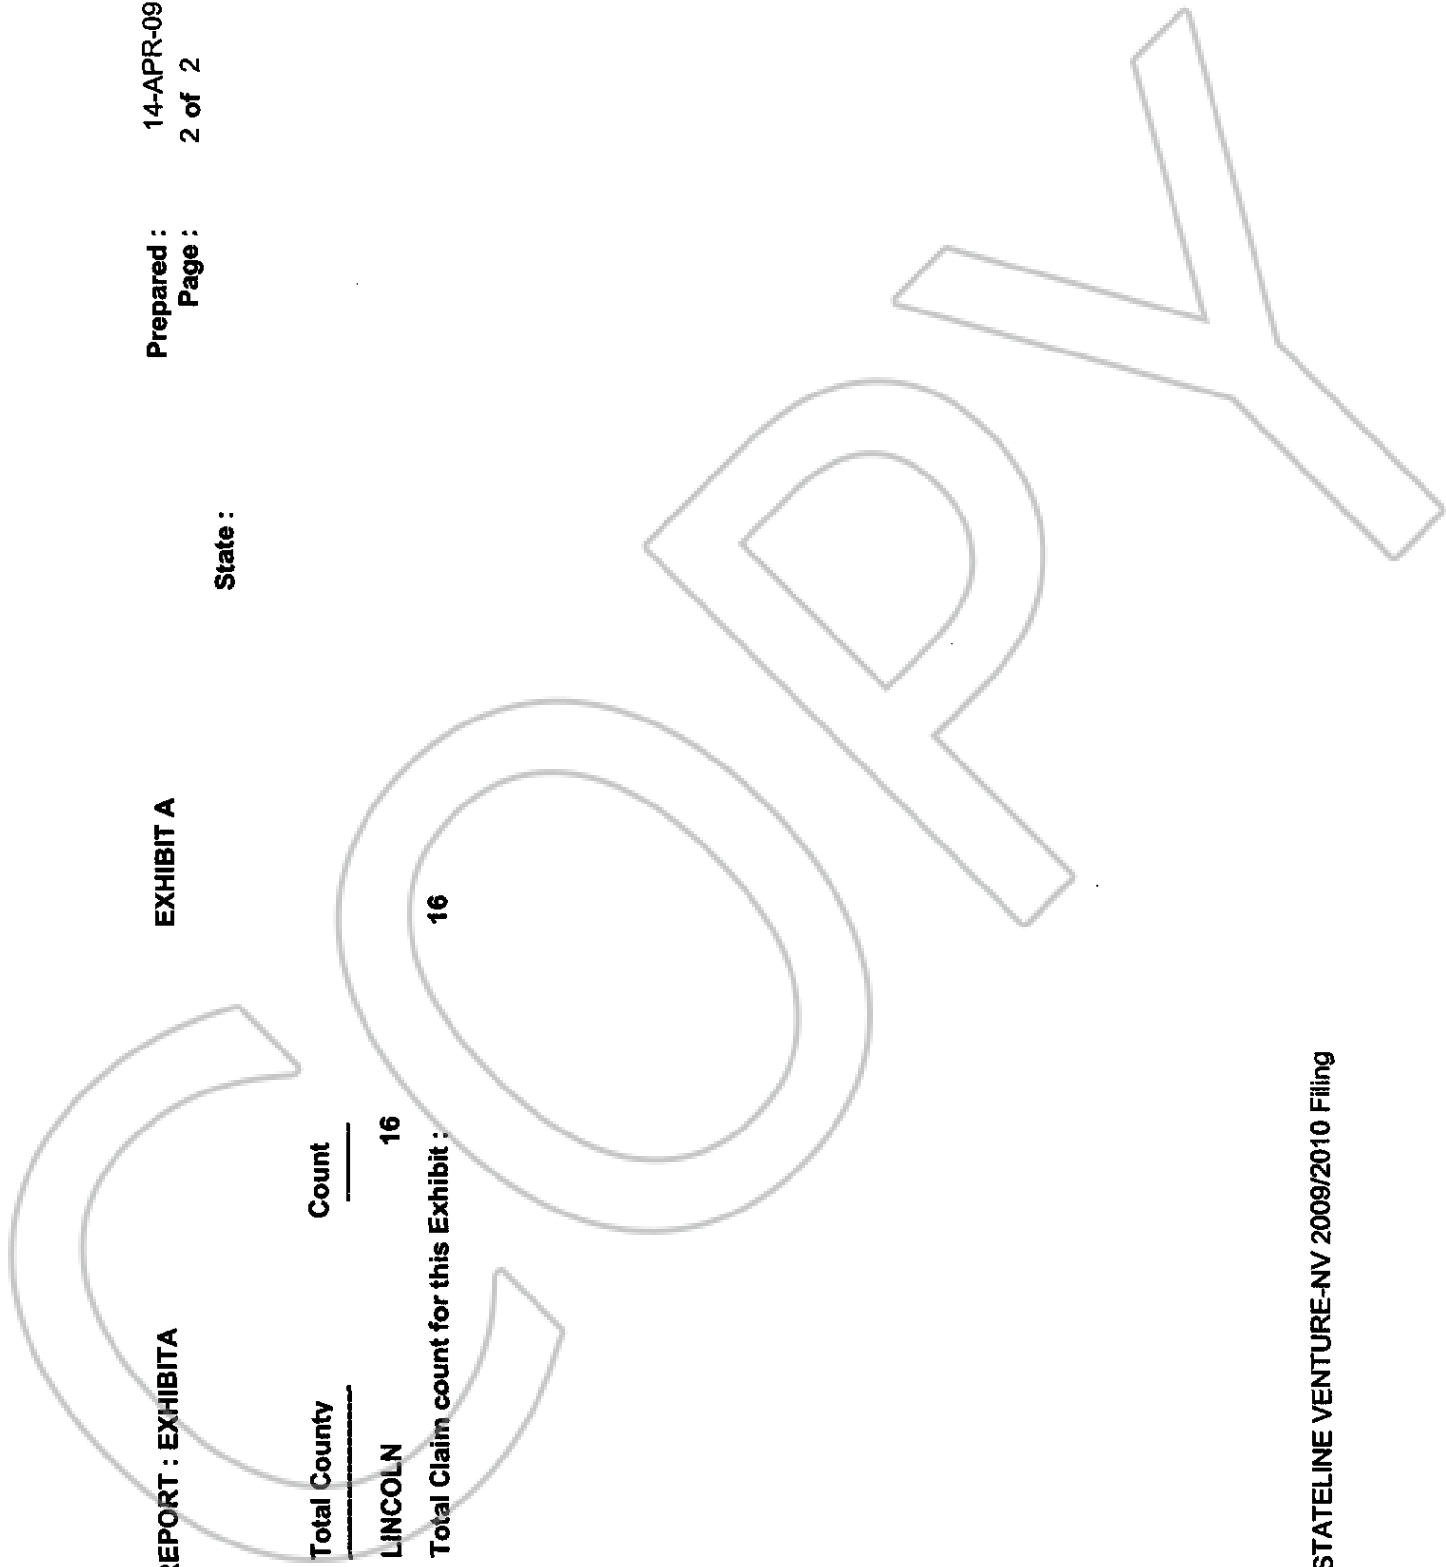 REPORT : EXHIBITA EXHIBIT A Prepared : 14-APR-09
Page : 2 of 2
State :
Total County Count
LINCOLN 16
Total Claim count for this Exhibit : 16
STATELINE VENTURE-NV 2009/2010 Filing
COPY